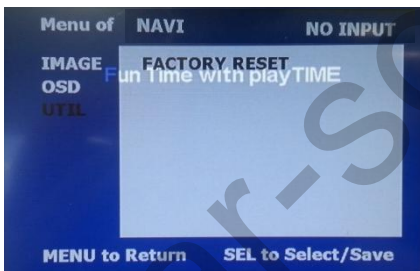 Menu of NAVI NO INPUT
IMAGE FACTORY RESET
Fun Time with playTIME
OSD
UTIL
MENU to Return SEL to Select/Save